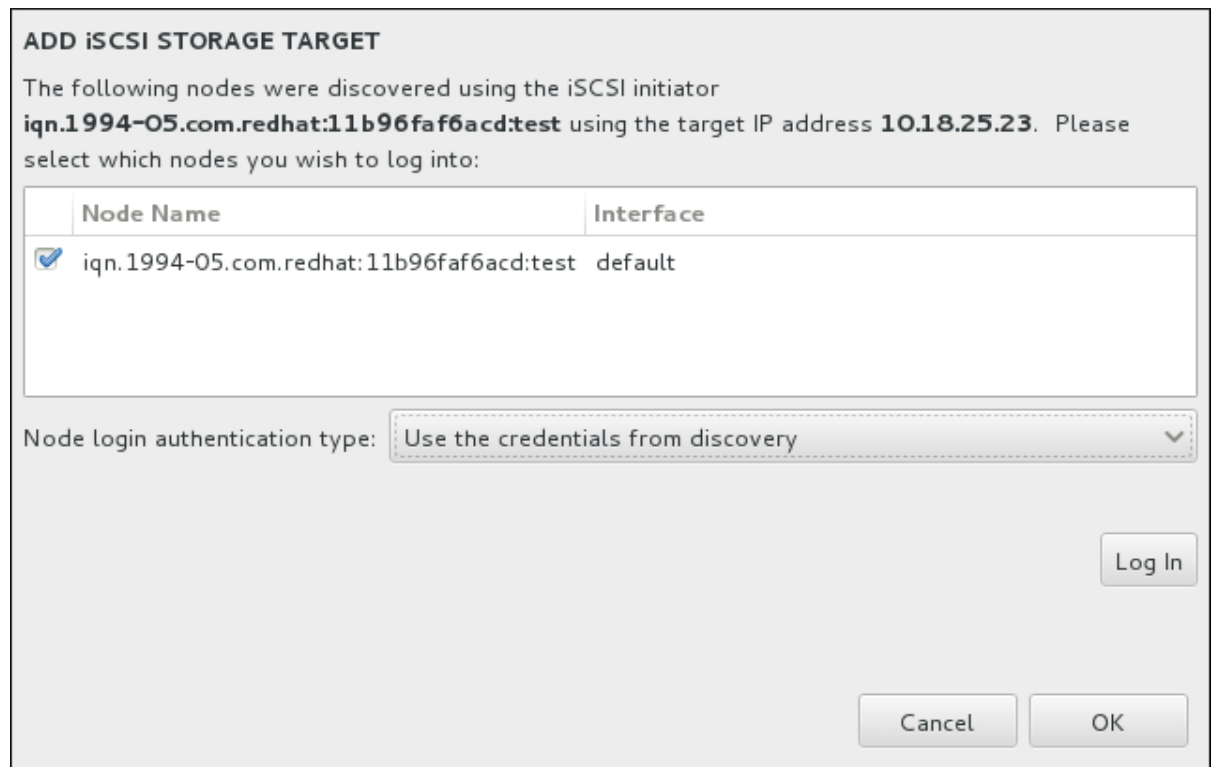 ADD iSCSI STORAGE TARGET
The following nodes were discovered using the iSCSI initiator
iqn.1994-05.com.redhat:11b96faf6acd:test using the target IP address 10.18.25.23. Please
select which nodes you wish to log into:
Node Name Interface
iqn.1994-05.com.redhat:11b96faf6acd:test default
Node login authentication type: Use the credentials from discovery
Log In
Cancel OK